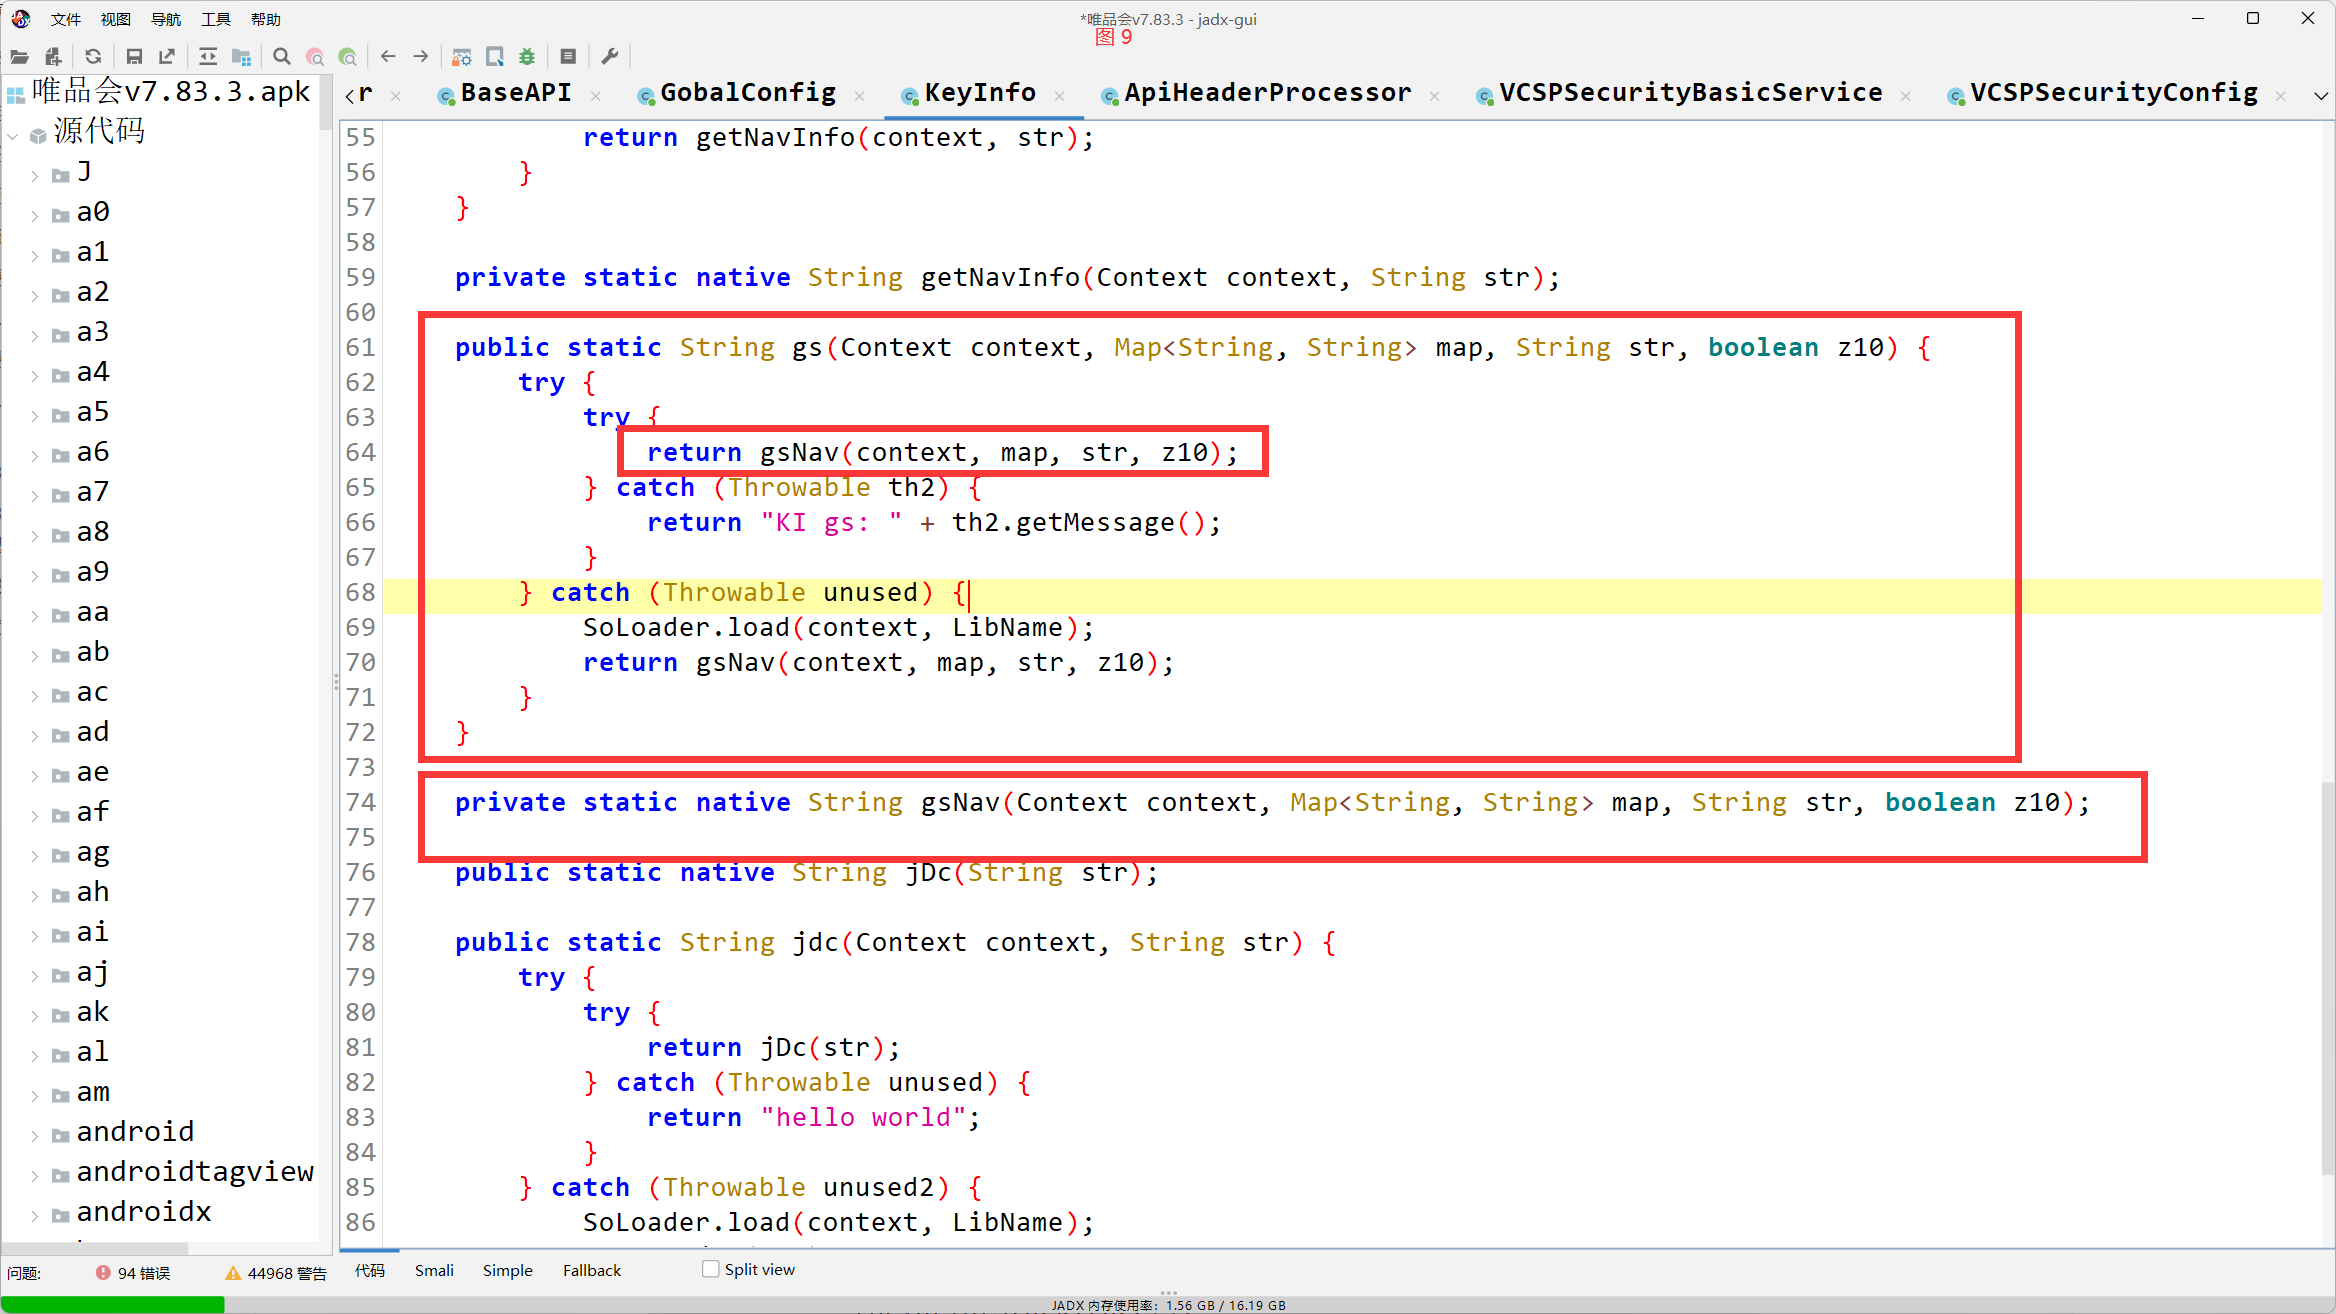 文件 视图 导航 工具 帮助
*唯品会v7.83.3 - jadx-gui
图 9
唯品会v7.83.3.apk
源代码
J
a0
a1
a2
a3
a4
a5
a6
a7
a8
a9
aa
ab
ac
ad
ae
af
ag
ah
ai
aj
ak
al
am
android
androidtagview
androidx
r BaseAPI GobalConfig KeyInfo ApiHeaderProcessor VCSPSecurityBasicService VCSPSecurityConfig
55 return getNavInfo(context, str);
56 }
57 }
58
59 private static native String getNavInfo(Context context, String str);
60
61 public static String gs(Context context, Map<String, String> map, String str, boolean z10) {
62 try {
63 try {
64 return gsNav(context, map, str, z10);
65 } catch (Throwable th2) {
66 return "KI gs: " + th2.getMessage();
67 }
68 } catch (Throwable unused) {
69 SoLoader.load(context, LibName);
70 return gsNav(context, map, str, z10);
71 }
72 }
73
74 private static native String gsNav(Context context, Map<String, String> map, String str, boolean z10);
75
76 public static native String jDc(String str);
77
78 public static String jdc(Context context, String str) {
79 try {
80 try {
81 return jDc(str);
82 } catch (Throwable unused) {
83 return "hello world";
84 }
85 } catch (Throwable unused2) {
86 SoLoader.load(context, LibName);
问题: 94 错误 44968 警告 代码 Smali Simple Fallback Split view
JADX 内存使用率: 1.56 GB / 16.19 GB